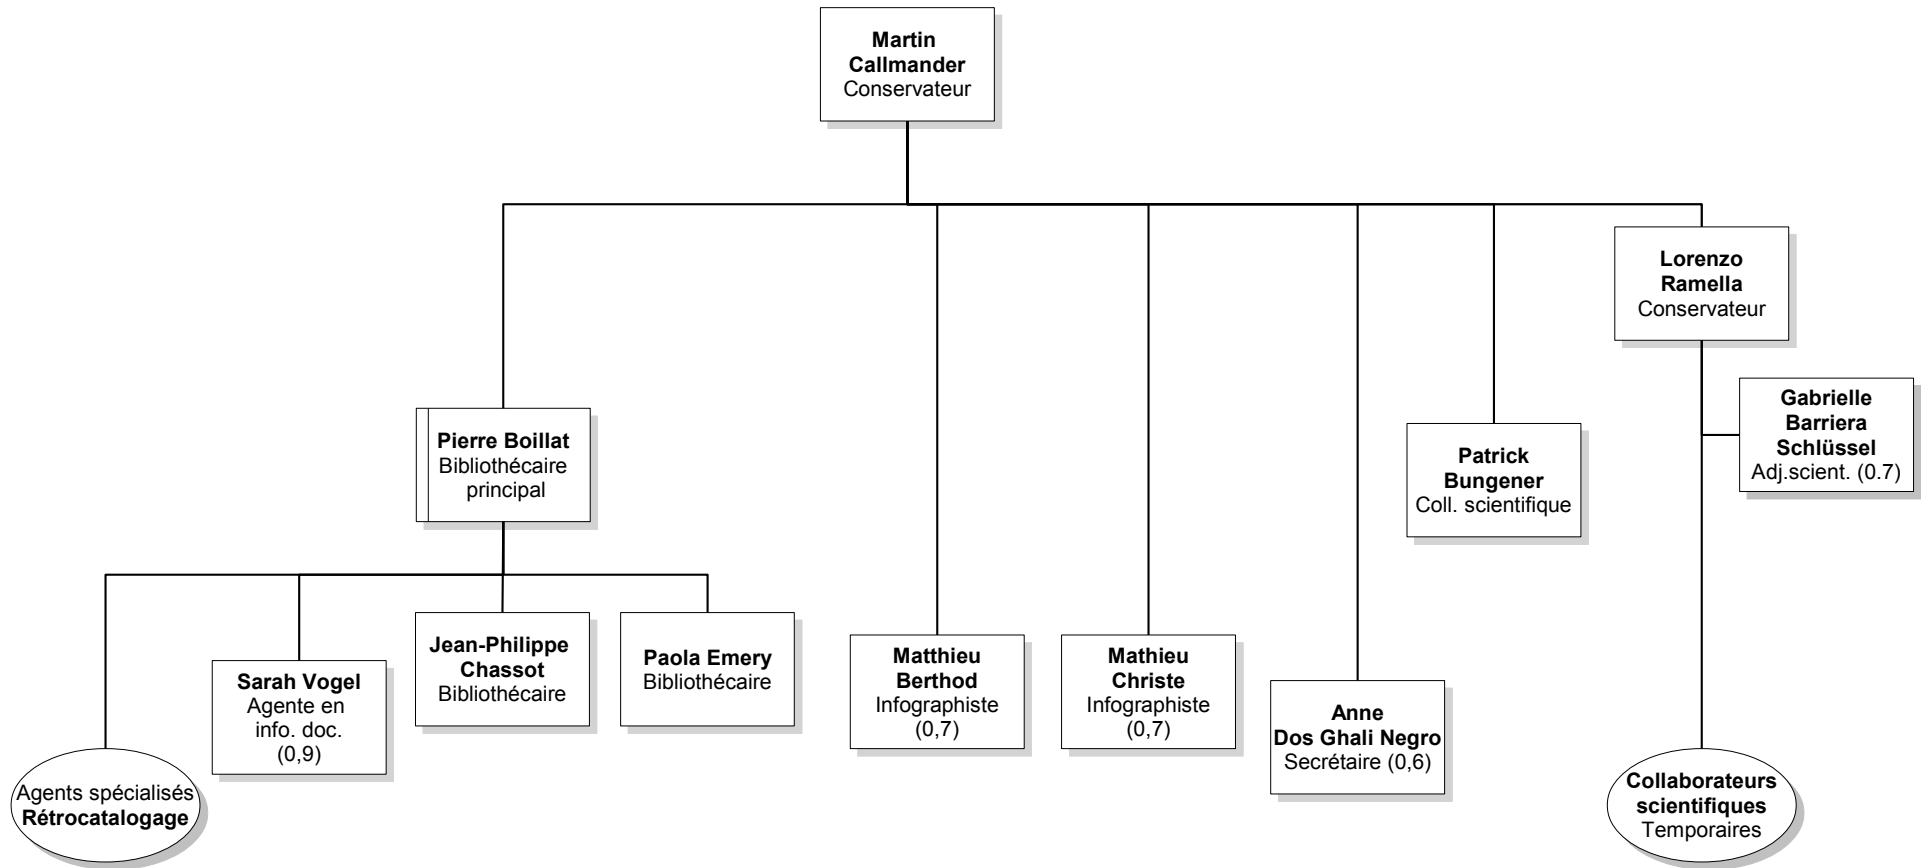 Martin
Callmander
Conservateur
Lorenzo
Ramella
Conservateur
Gabrielle
Barriera
Schlüssel
Adj.scient. (0.7)
Pierre Boillat
Bibliothécaire
principal
Patrick
Bungener
Coll. scientifique
Sarah Vogel
Agente en
info. doc.
(0,9)
Jean-Philippe
Chassot
Bibliothécaire
Paola Emery
Bibliothécaire
Matthieu
Berthod
Infographiste
(0,7)
Mathieu
Christe
Infographiste
(0,7)
Anne
Dos Ghali Negro
Secrétaire (0,6)
Agents spécialisés
Rétrocatalogage
Collaborateurs
scientifiques
Temporaires